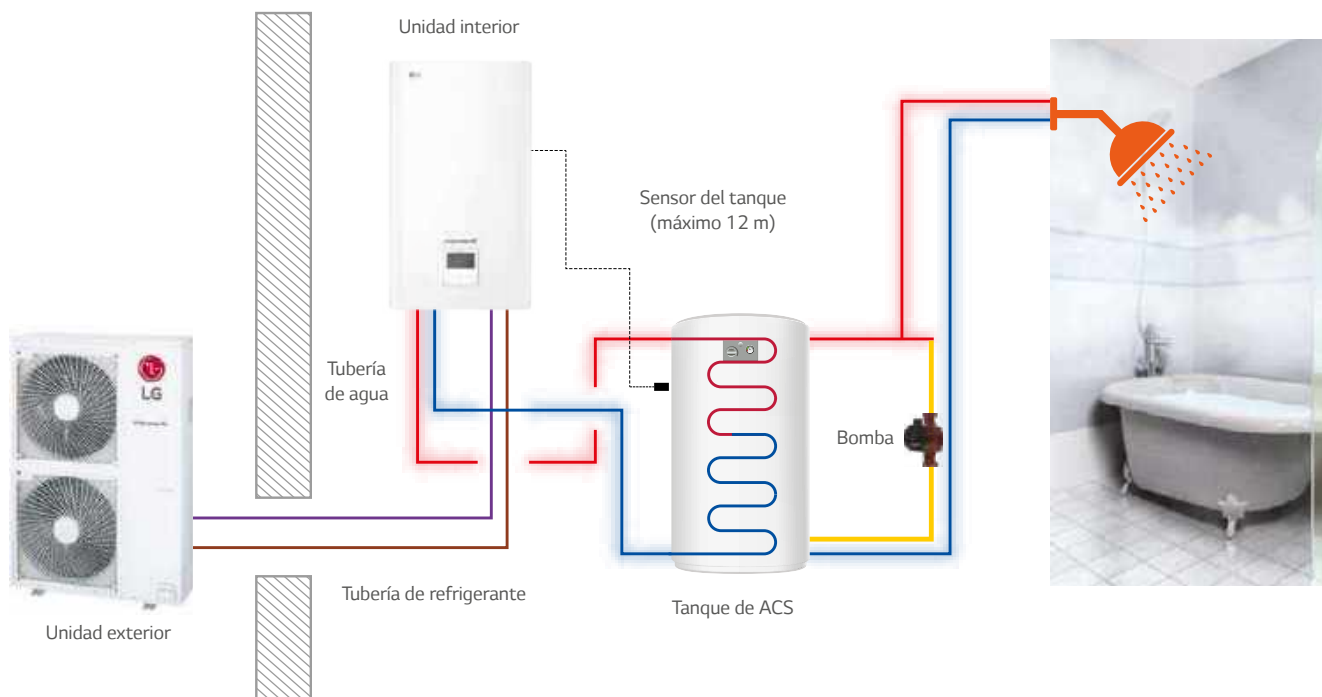 Unidad interior
Sensor del tanque
(máximo 12 m)
LG
Tubería
de agua
Bomba
Tubería de refrigerante
Tanque de ACS
Unidad exterior